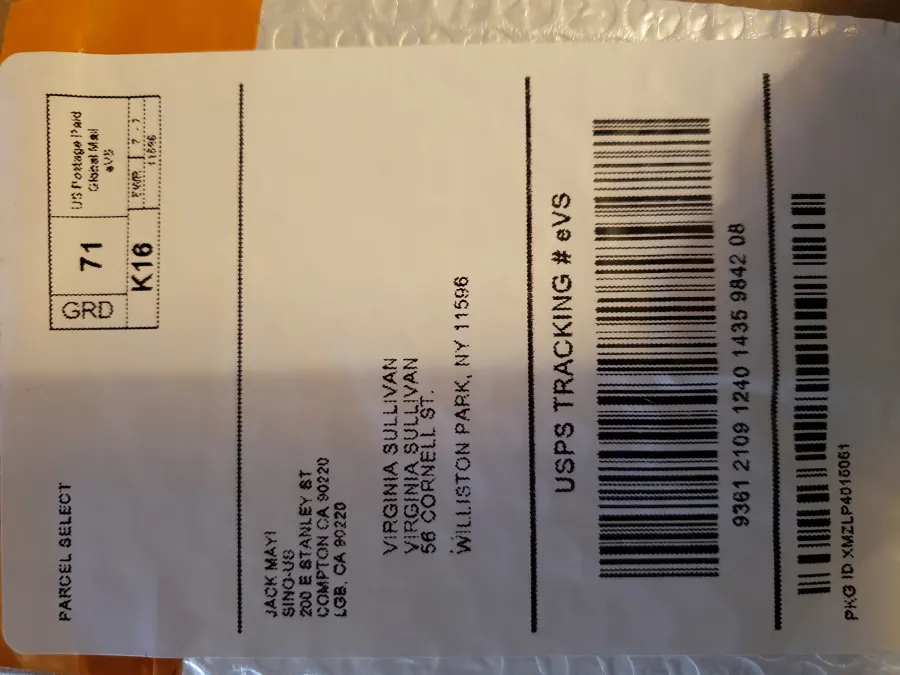 PARCEL SELECT
US Postage Paid
Global Mail
eVS
11596
71
GRD
K16
JACK MAYI
SINO-US
200 E STANLEY ST
COMPTON CA 90220
LGB, CA 90220
VIRGINIA SULLIVAN
VIRGINIA SULLIVAN
56 CORNELL ST.
WILLISTON PARK, NY 11596
USPS TRACKING # eVS
9361 2109 1240 1435 9842 08
PKG ID XMZLP4015061